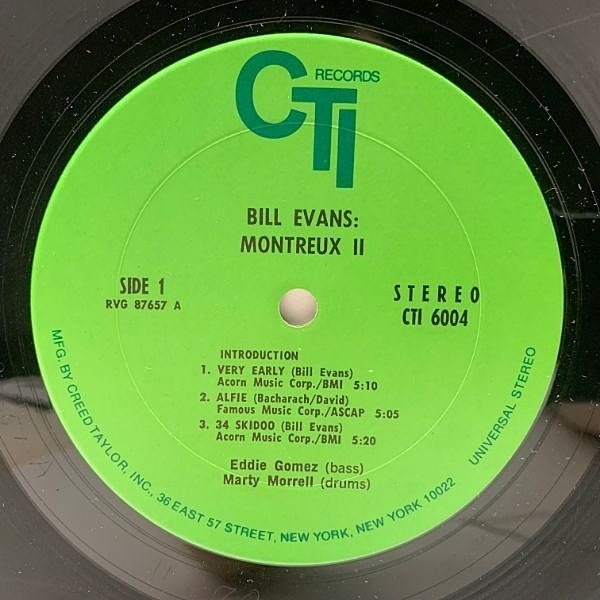 RECORDS
CTI
BILL EVANS:
MONTREUX II
SIDE 1
RVG 87657 A
STEREO
CTI 6004
INTRODUCTION
1. VERY EARLY (Bill Evans)
Acorn Music Corp./BMI 5:10
2. ALFIE (Bacharach/David)
Famous Music Corp./ASCAP 5:05
3. 34 SKIDOO (Bill Evans)
Acorn Music Corp./BMI 5:20
Eddie Gomez (bass)
Marty Morrell (drums)
MFG. BY CREED TAYLOR, INC., 36 EAST 57 STREET, NEW YORK, NEW YORK 10022
UNIVERSAL STEREO